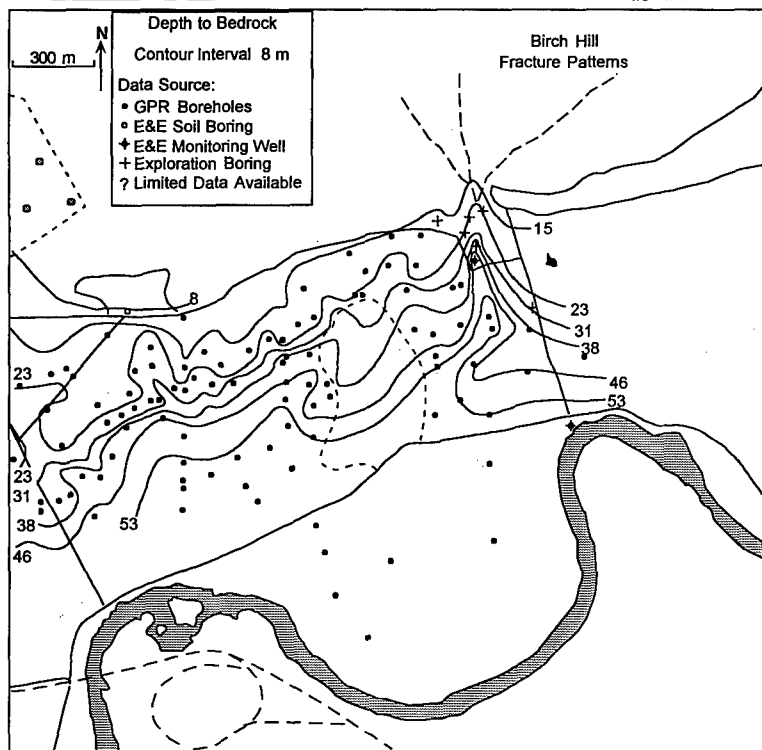 Depth to Bedrock
Contour Interval 8 m
Data Source:
GPR Boreholes
E&E Soil Boring
E&E Monitoring Well
Exploration Boring
? Limited Data Available
N
300 m
Birch Hill
Fracture Patterns
15
8
23
31
38
46
53
23
23
31
38
46
53